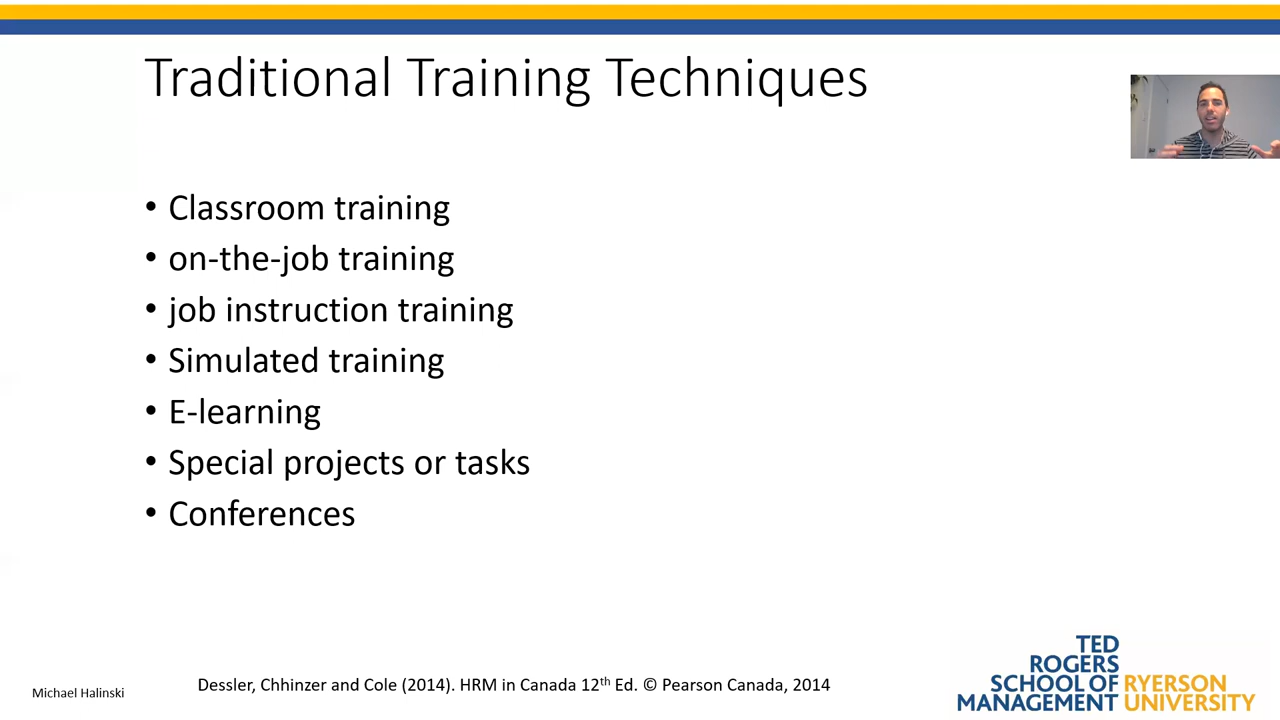 Traditional Training Techniques
• Classroom training
• on-the-job training
• job instruction training
• Simulated training
• E-learning
• Special projects or tasks
• Conferences
Michael Halinski
Dessler, Chhinzer and Cole (2014). HRM in Canada 12th Ed. © Pearson Canada, 2014
TED
ROGERS
SCHOOL OF RYERSON
MANAGEMENT UNIVERSITY